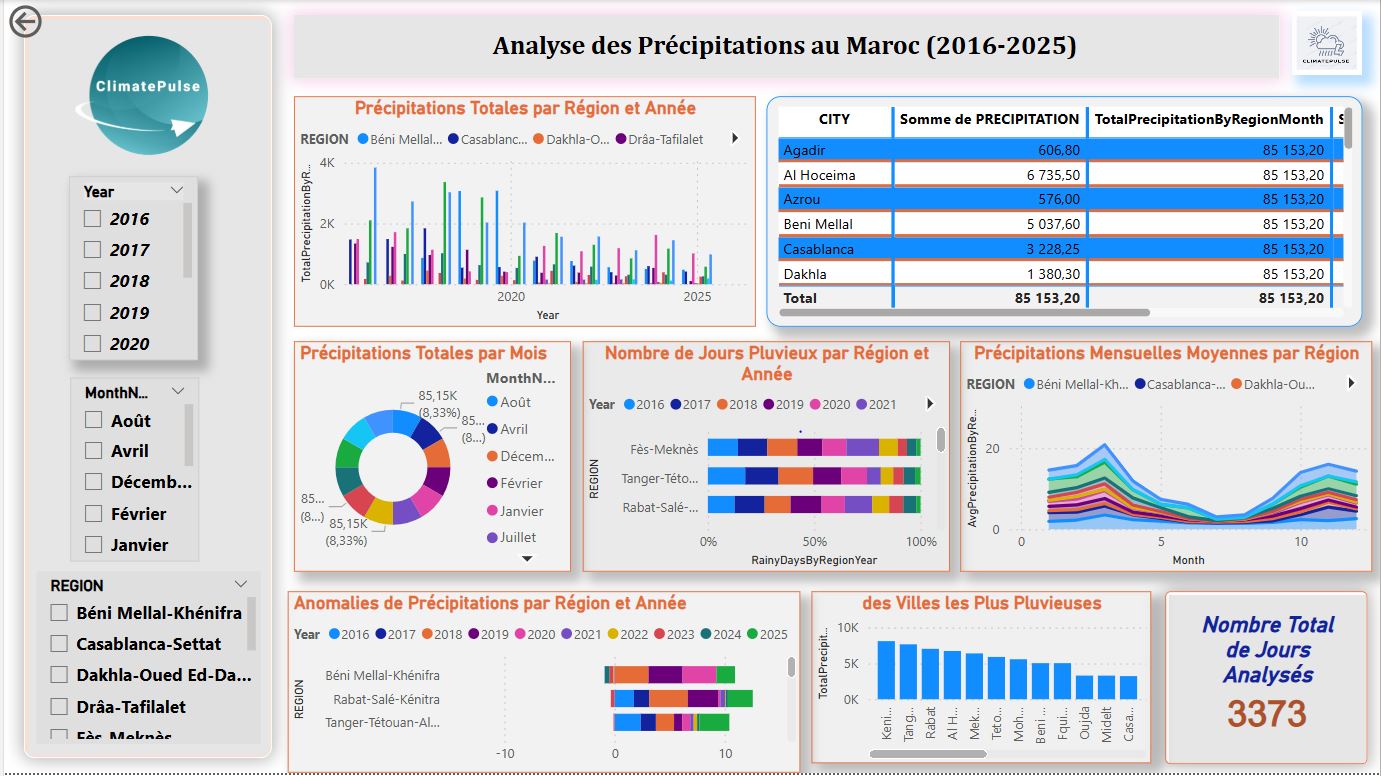 Analyse des Précipitations au Maroc (2016-2025)
CLIMATEPULSE
ClimatePulse
Year
2016
2017
2018
2019
2020
MonthN...
Août
Avril
Décemb...
Février
Janvier
REGION
Béni Mellal-Khénifra
Casablanca-Settat
Dakhla-Oued Ed-Da...
Drâa-Tafilalet
Fès-Meknès
Précipitations Totales par Région et Année
REGION Béni Mellal... Casablanc... Dakhla-O... Drâa-Tafilalet
TotalPrecipitationByR...
4K
2K
0K
2020 2025
Year
CITY Somme de PRECIPITATION TotalPrecipitationByRegionMonth S
Agadir 606,80 85 153,20
Al Hoceima 6 735,50 85 153,20
Azrou 576,00 85 153,20
Beni Mellal 5 037,60 85 153,20
Casablanca 3 228,25 85 153,20
Dakhla 1 380,30 85 153,20
Total 85 153,20 85 153,20
Précipitations Totales par Mois
85,15K
(8,33%)
85...
(8...)
85...
(8...)
85,15K
(8,33%)
MonthN...
Août
Avril
Décem...
Février
Janvier
Juillet
Nombre de Jours Pluvieux par Région et
Année
Year 2016 2017 2018 2019 2020 2021
REGION
Fès-Meknès
Tanger-Této...
Rabat-Salé-...
0% 50% 100%
RainyDaysByRegionYear
Précipitations Mensuelles Moyennes par Région
REGION Béni Mellal-Kh... Casablanca-... Dakhla-Ou...
AvgPrecipitationByRe...
20
0
0 5 10
Month
Anomalies de Précipitations par Région et Année
Year 2016 2017 2018 2019 2020 2021 2022 2023 2024 2025
REGION
Béni Mellal-Khénifra
Rabat-Salé-Kénitra
Tanger-Tétouan-Al...
-10 0 10
des Villes les Plus Pluvieuses
TotalPrecipit...
10K
5K
0K
Keni... Tang... Rabat Al H... Mek... Teto... Moh... Beni ... Fqui... Oujda Midelt Casa...
Nombre Total
de Jours
Analysés
3373